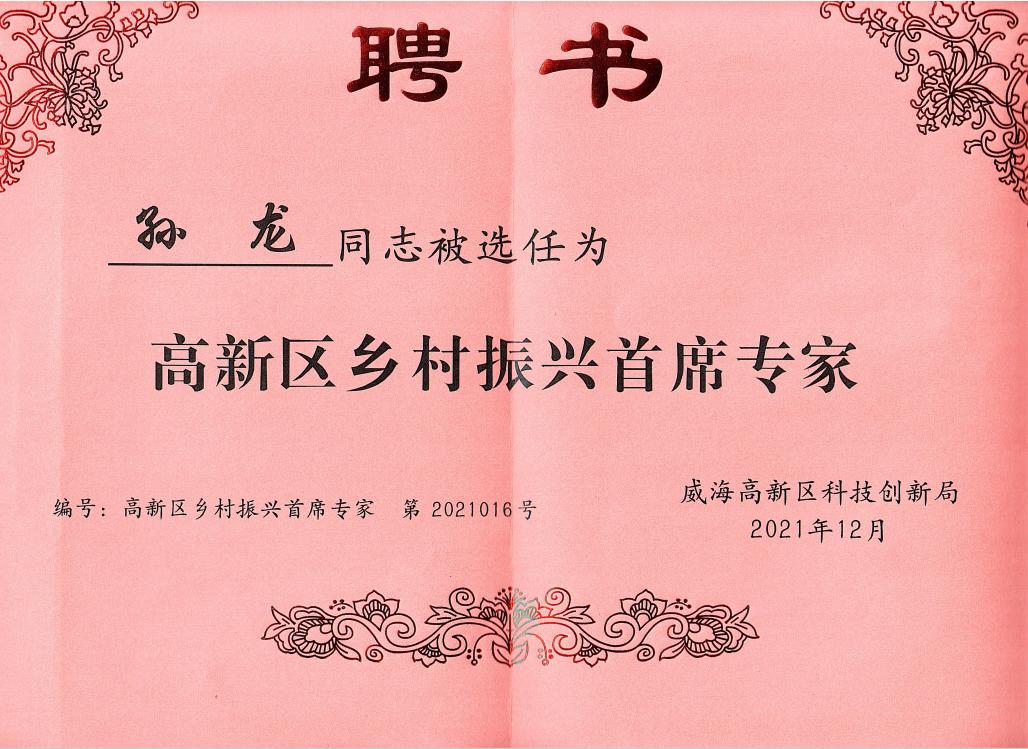 聘 书
孙 龙 同志被选任为
高新区乡村振兴首席专家
编号：高新区乡村振兴首席专家 第 2021016号
威海高新区科技创新局
2021年12月